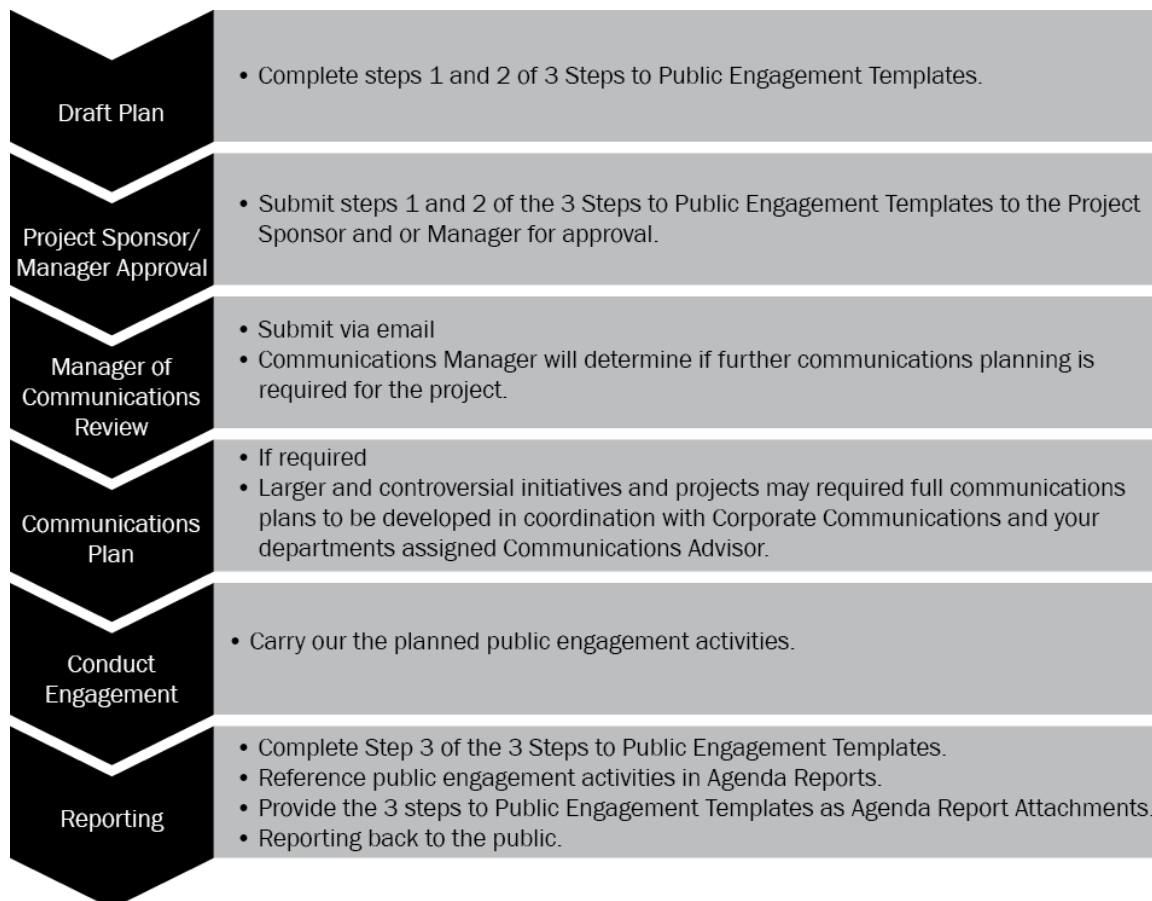 Draft Plan
• Complete steps 1 and 2 of 3 Steps to Public Engagement Templates.
Project Sponsor/
Manager Approval
• Submit steps 1 and 2 of the 3 Steps to Public Engagement Templates to the Project
Sponsor and or Manager for approval.
Manager of
Communications
Review
• Submit via email
• Communications Manager will determine if further communications planning is
required for the project.
Communications
Plan
• If required
• Larger and controversial initiatives and projects may required full communications
plans to be developed in coordination with Corporate Communications and your
departments assigned Communications Advisor.
Conduct
Engagement
• Carry our the planned public engagement activities.
Reporting
• Complete Step 3 of the 3 Steps to Public Engagement Templates.
• Reference public engagement activities in Agenda Reports.
• Provide the 3 steps to Public Engagement Templates as Agenda Report Attachments.
• Reporting back to the public.